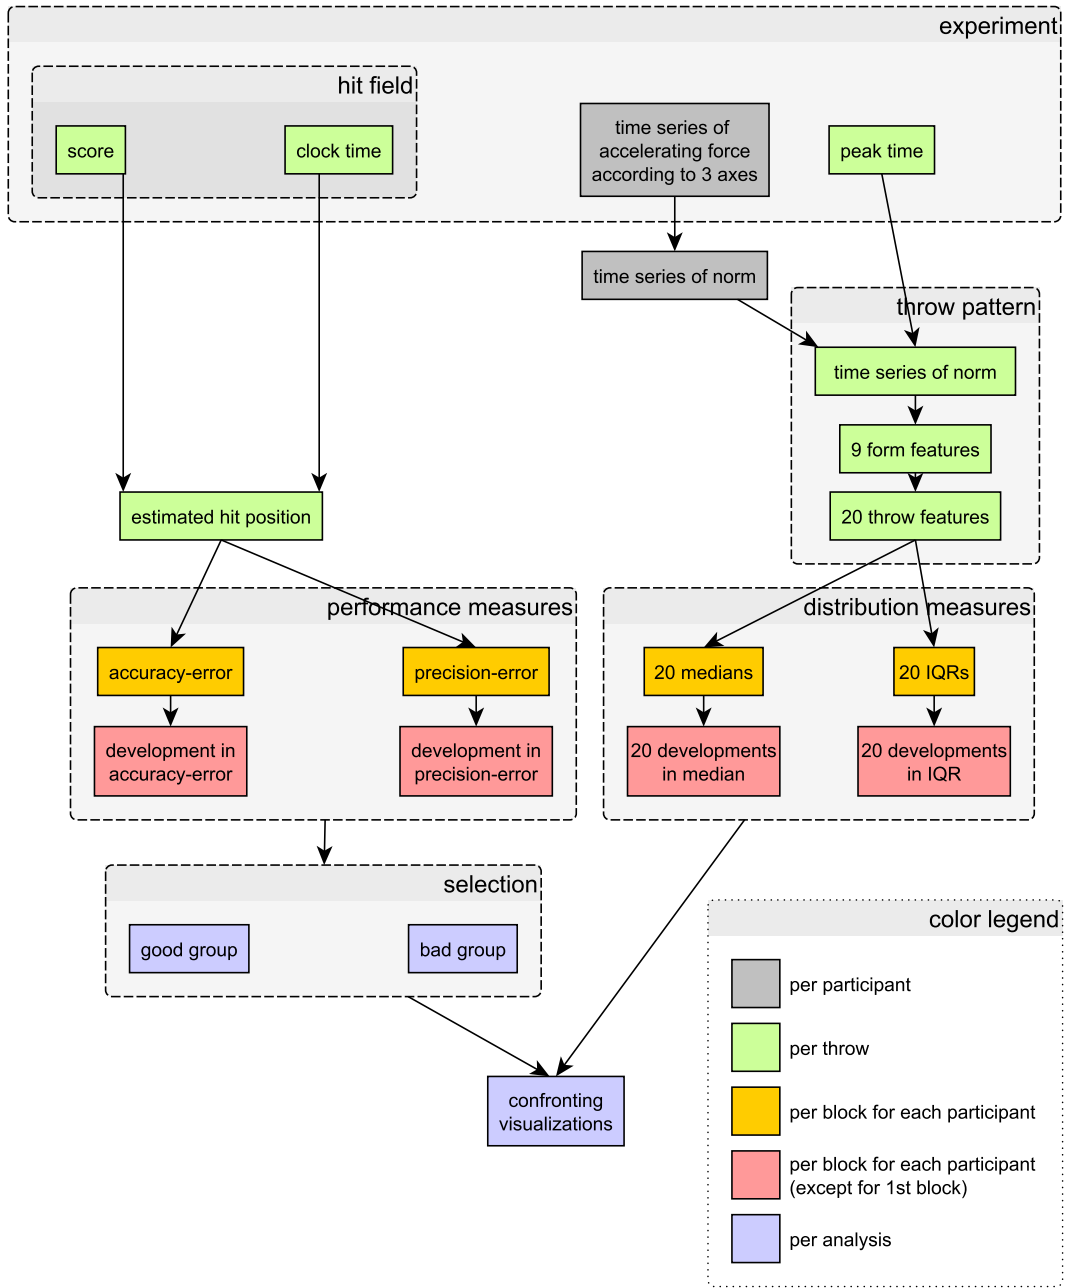 experiment
hit field
score
clock time
time series of
accelerating force
according to 3 axes
peak time
time series of norm
throw pattern
time series of norm
9 form features
20 throw features
estimated hit position
performance measures
accuracy-error
precision-error
development in
accuracy-error
development in
precision-error
distribution measures
20 medians
20 IQRs
20 developments
in median
20 developments
in IQR
selection
good group
bad group
confronting
visualizations
color legend
per participant
per throw
per block for each participant
per block for each participant
(except for 1st block)
per analysis